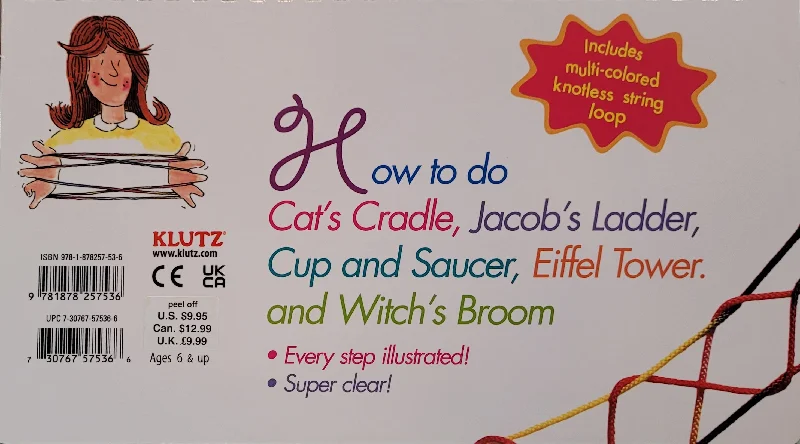 Includes
multi-colored
knotless string
loop
How to do
Cat's Cradle, Jacob's Ladder,
Cup and Saucer, Eiffel Tower.
and Witch's Broom
• Every step illustrated!
• Super clear!
KLUTZ®
www.klutz.com
CE UK
CA
ISBN 978-1-878257-53-6
9 781878 257536
UPC 7-30767-57536 6
7 30767 57536 6
peel off
U.S. $9.95
Can. $12.99
U.K. £9.99
Ages 6 & up